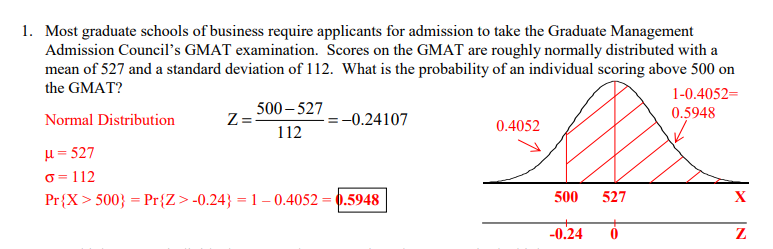 1. Most graduate schools of business require applicants for admission to take the Graduate Management
Admission Council's GMAT examination. Scores on the GMAT are roughly normally distributed with a
mean of 527 and a standard deviation of 112. What is the probability of an individual scoring above 500 on
the GMAT?
Normal Distribution
Z = 500 – 527 / 112 = –0.24107
μ = 527
σ = 112
Pr{X > 500} = Pr{Z > -0.24} = 1 – 0.4052 = 0.5948
0.4052
1-0.4052=
0.5948
500 527 X
-0.24 0 Z